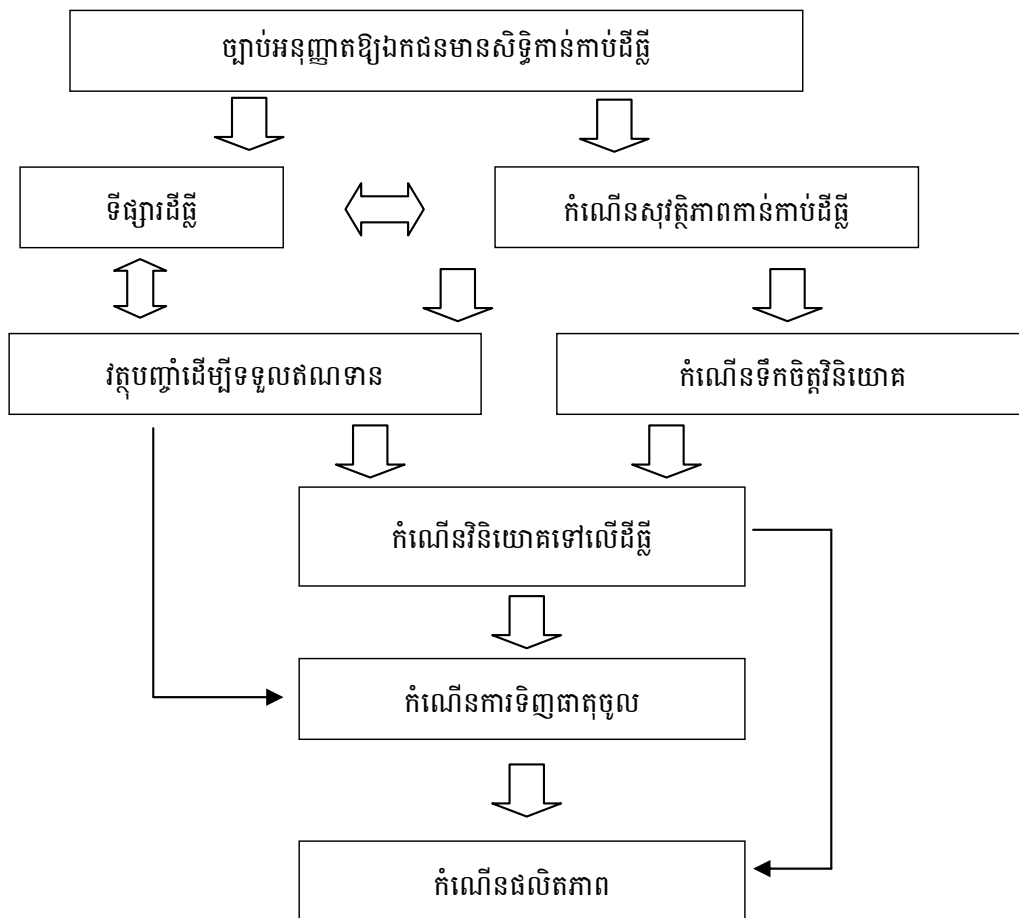 ច្បាប់អនុញ្ញាតឱ្យឯកជនមានសិទ្ធិកាន់កាប់ដីធ្លី
ទីផ្សារដីធ្លី
កំណើនសុវត្ថិភាពកាន់កាប់ដីធ្លី
វត្ថុបញ្ចាំដើម្បីទទួលឥណទាន
កំណើនទឹកចិត្តវិនិយោគ
កំណើនវិនិយោគទៅលើដីធ្លី
កំណើនការទិញធាតុចូល
កំណើនផលិតភាព